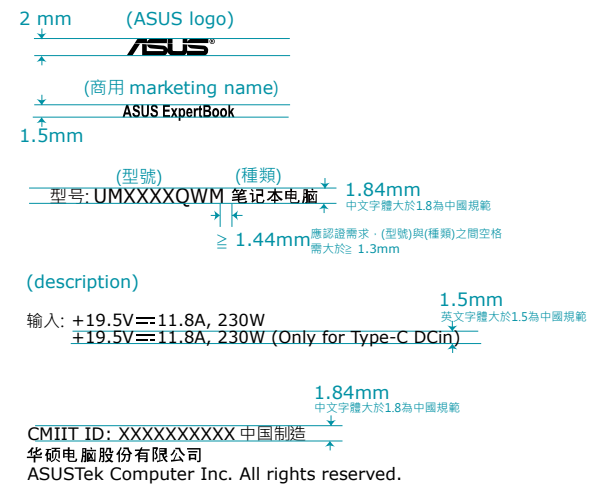 2 mm (ASUS logo)
ASUS®
(商用 marketing name)
ASUS ExpertBook
1.5mm
(型號) (種類)
型号: UMXXXXQWM 笔记本电脑 1.84mm
中文字體大於1.8為中國規範
≧ 1.44mm 應認證需求，(型號)與(種類)之間空格
需大於≧ 1.3mm
(description)
1.5mm
英文字體大於1.5為中國規範
输入: +19.5V⎓11.8A, 230W
+19.5V⎓11.8A, 230W (Only for Type-C DCin)
1.84mm
中文字體大於1.8為中國規範
CMIIT ID: XXXXXXXXXX 中国制造
华硕电脑股份有限公司
ASUSTek Computer Inc. All rights reserved.